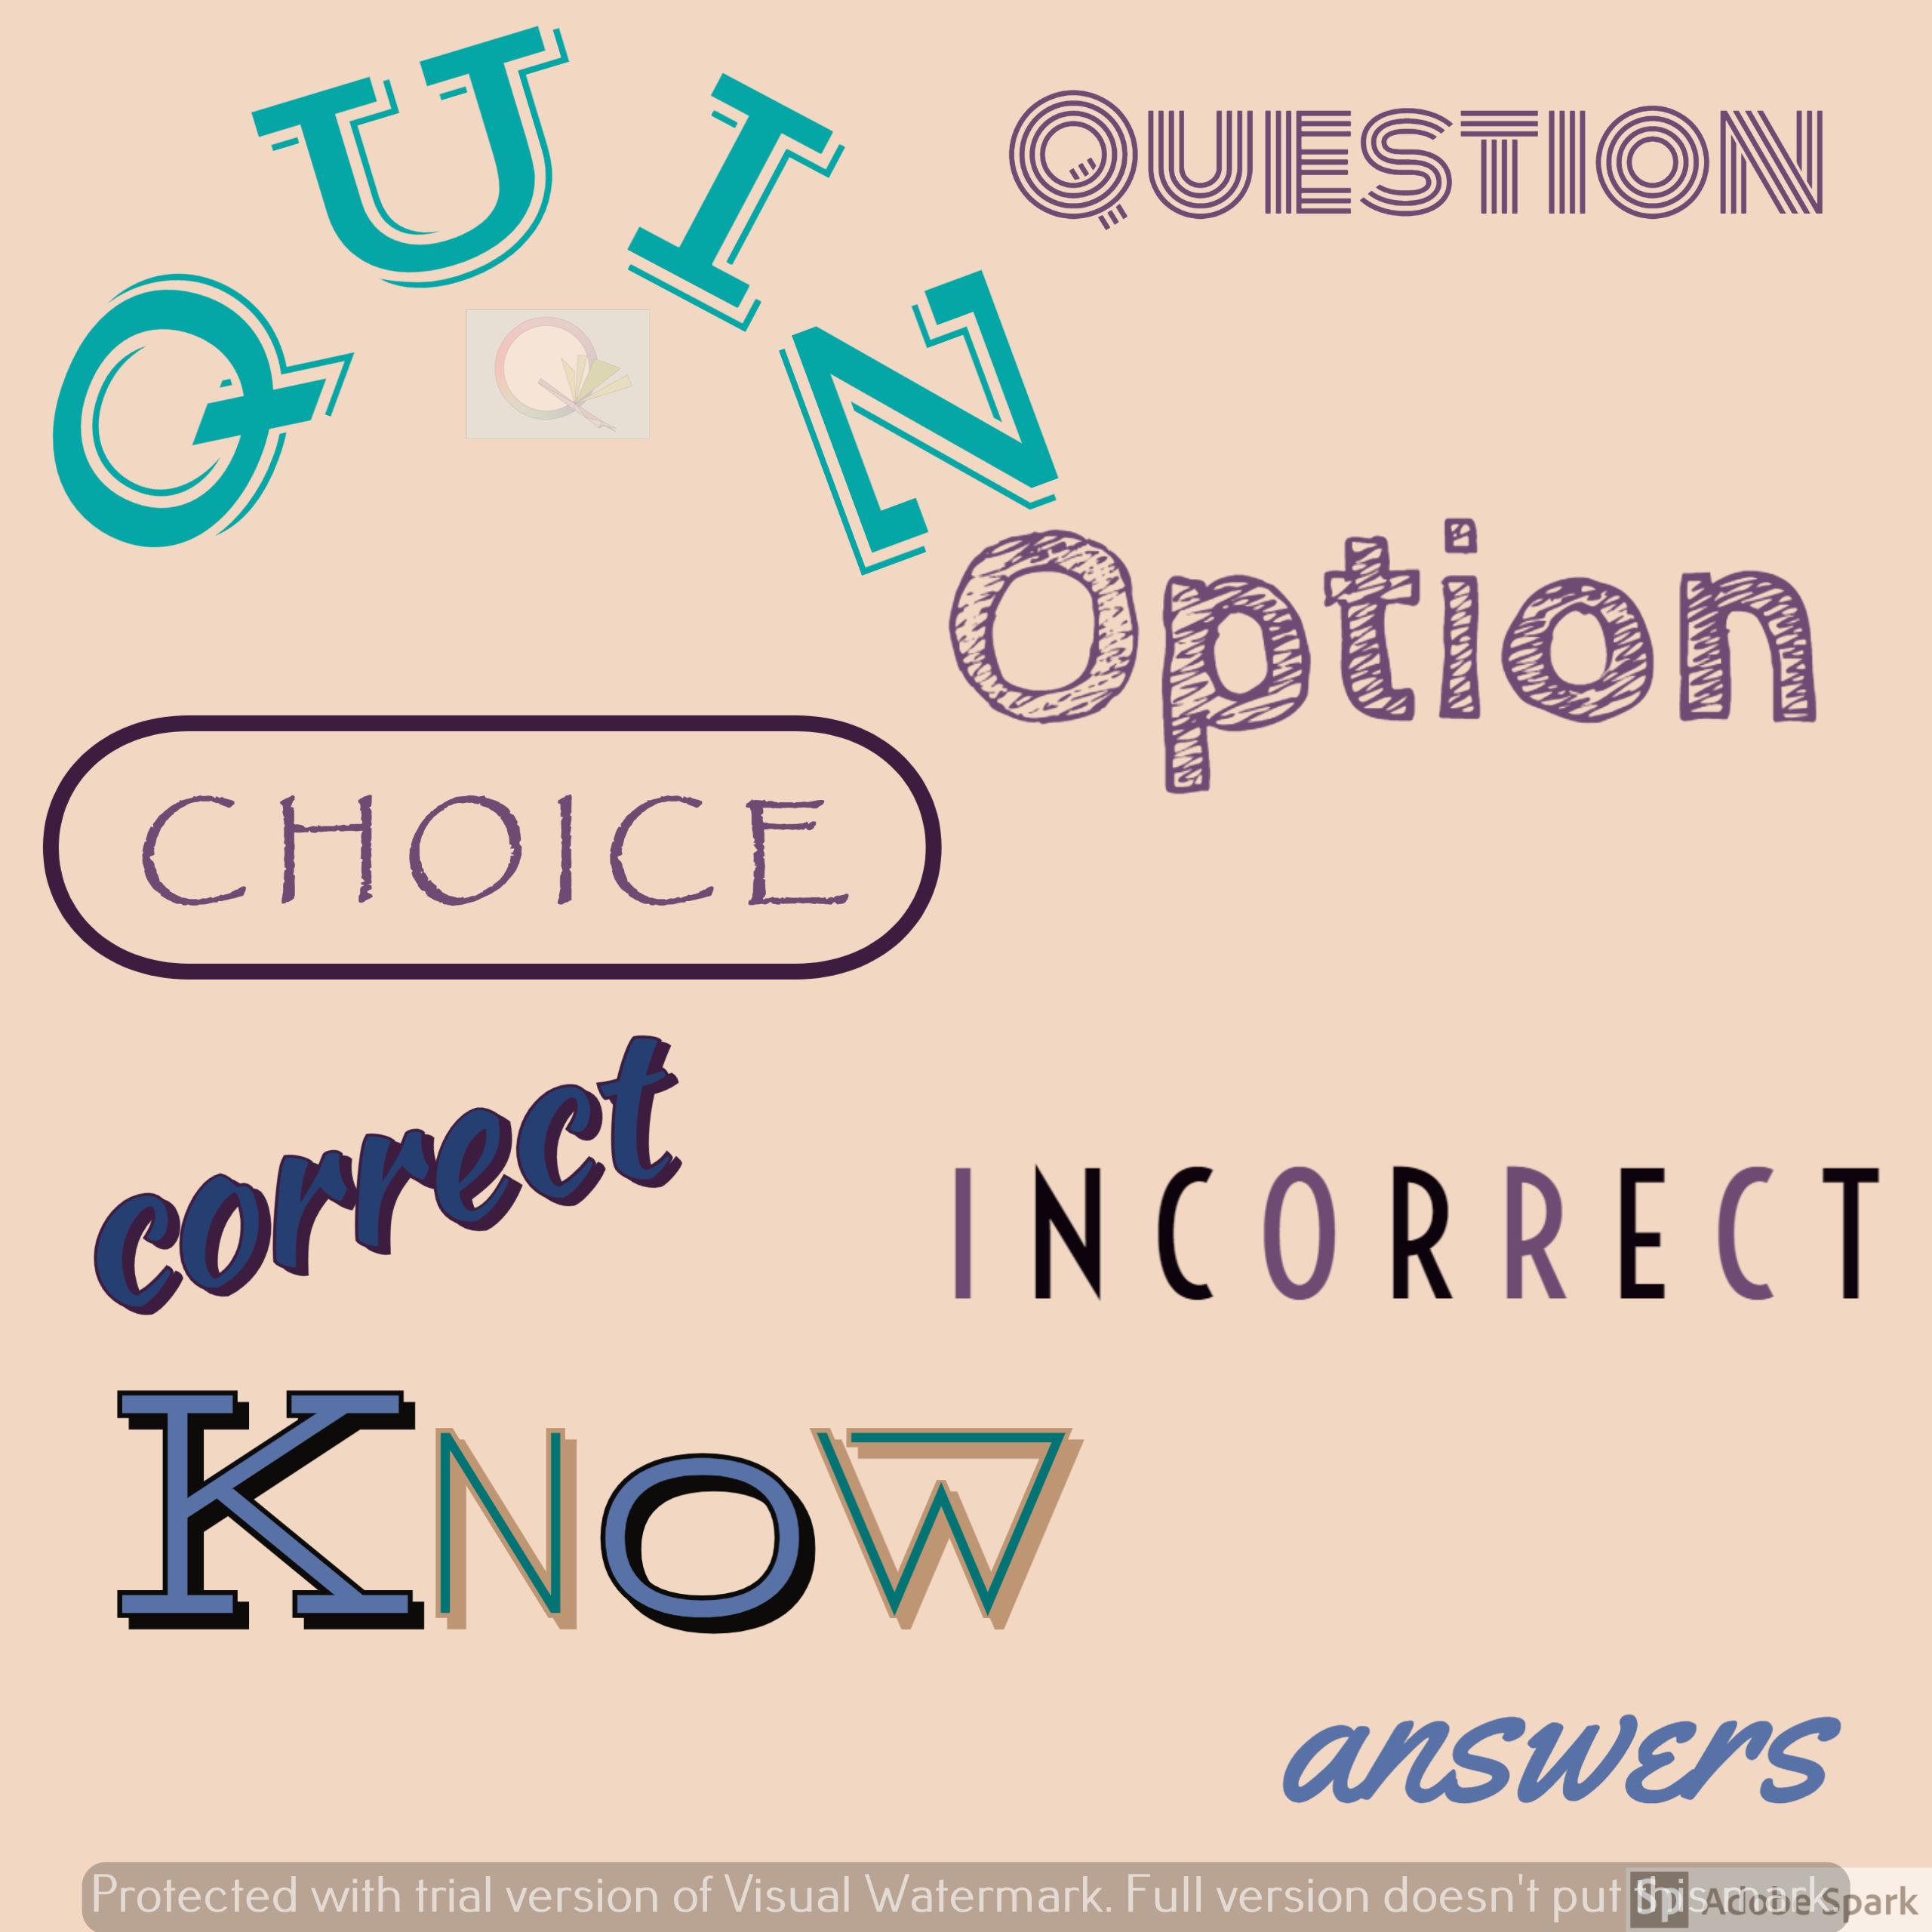 QUIN
QUESTION
Option
CHOICE
correct
INCORRECT
KNOW
answers
Protected with trial version of Visual Watermark. Full version doesn't put this mark.
Sp Adobe Spark